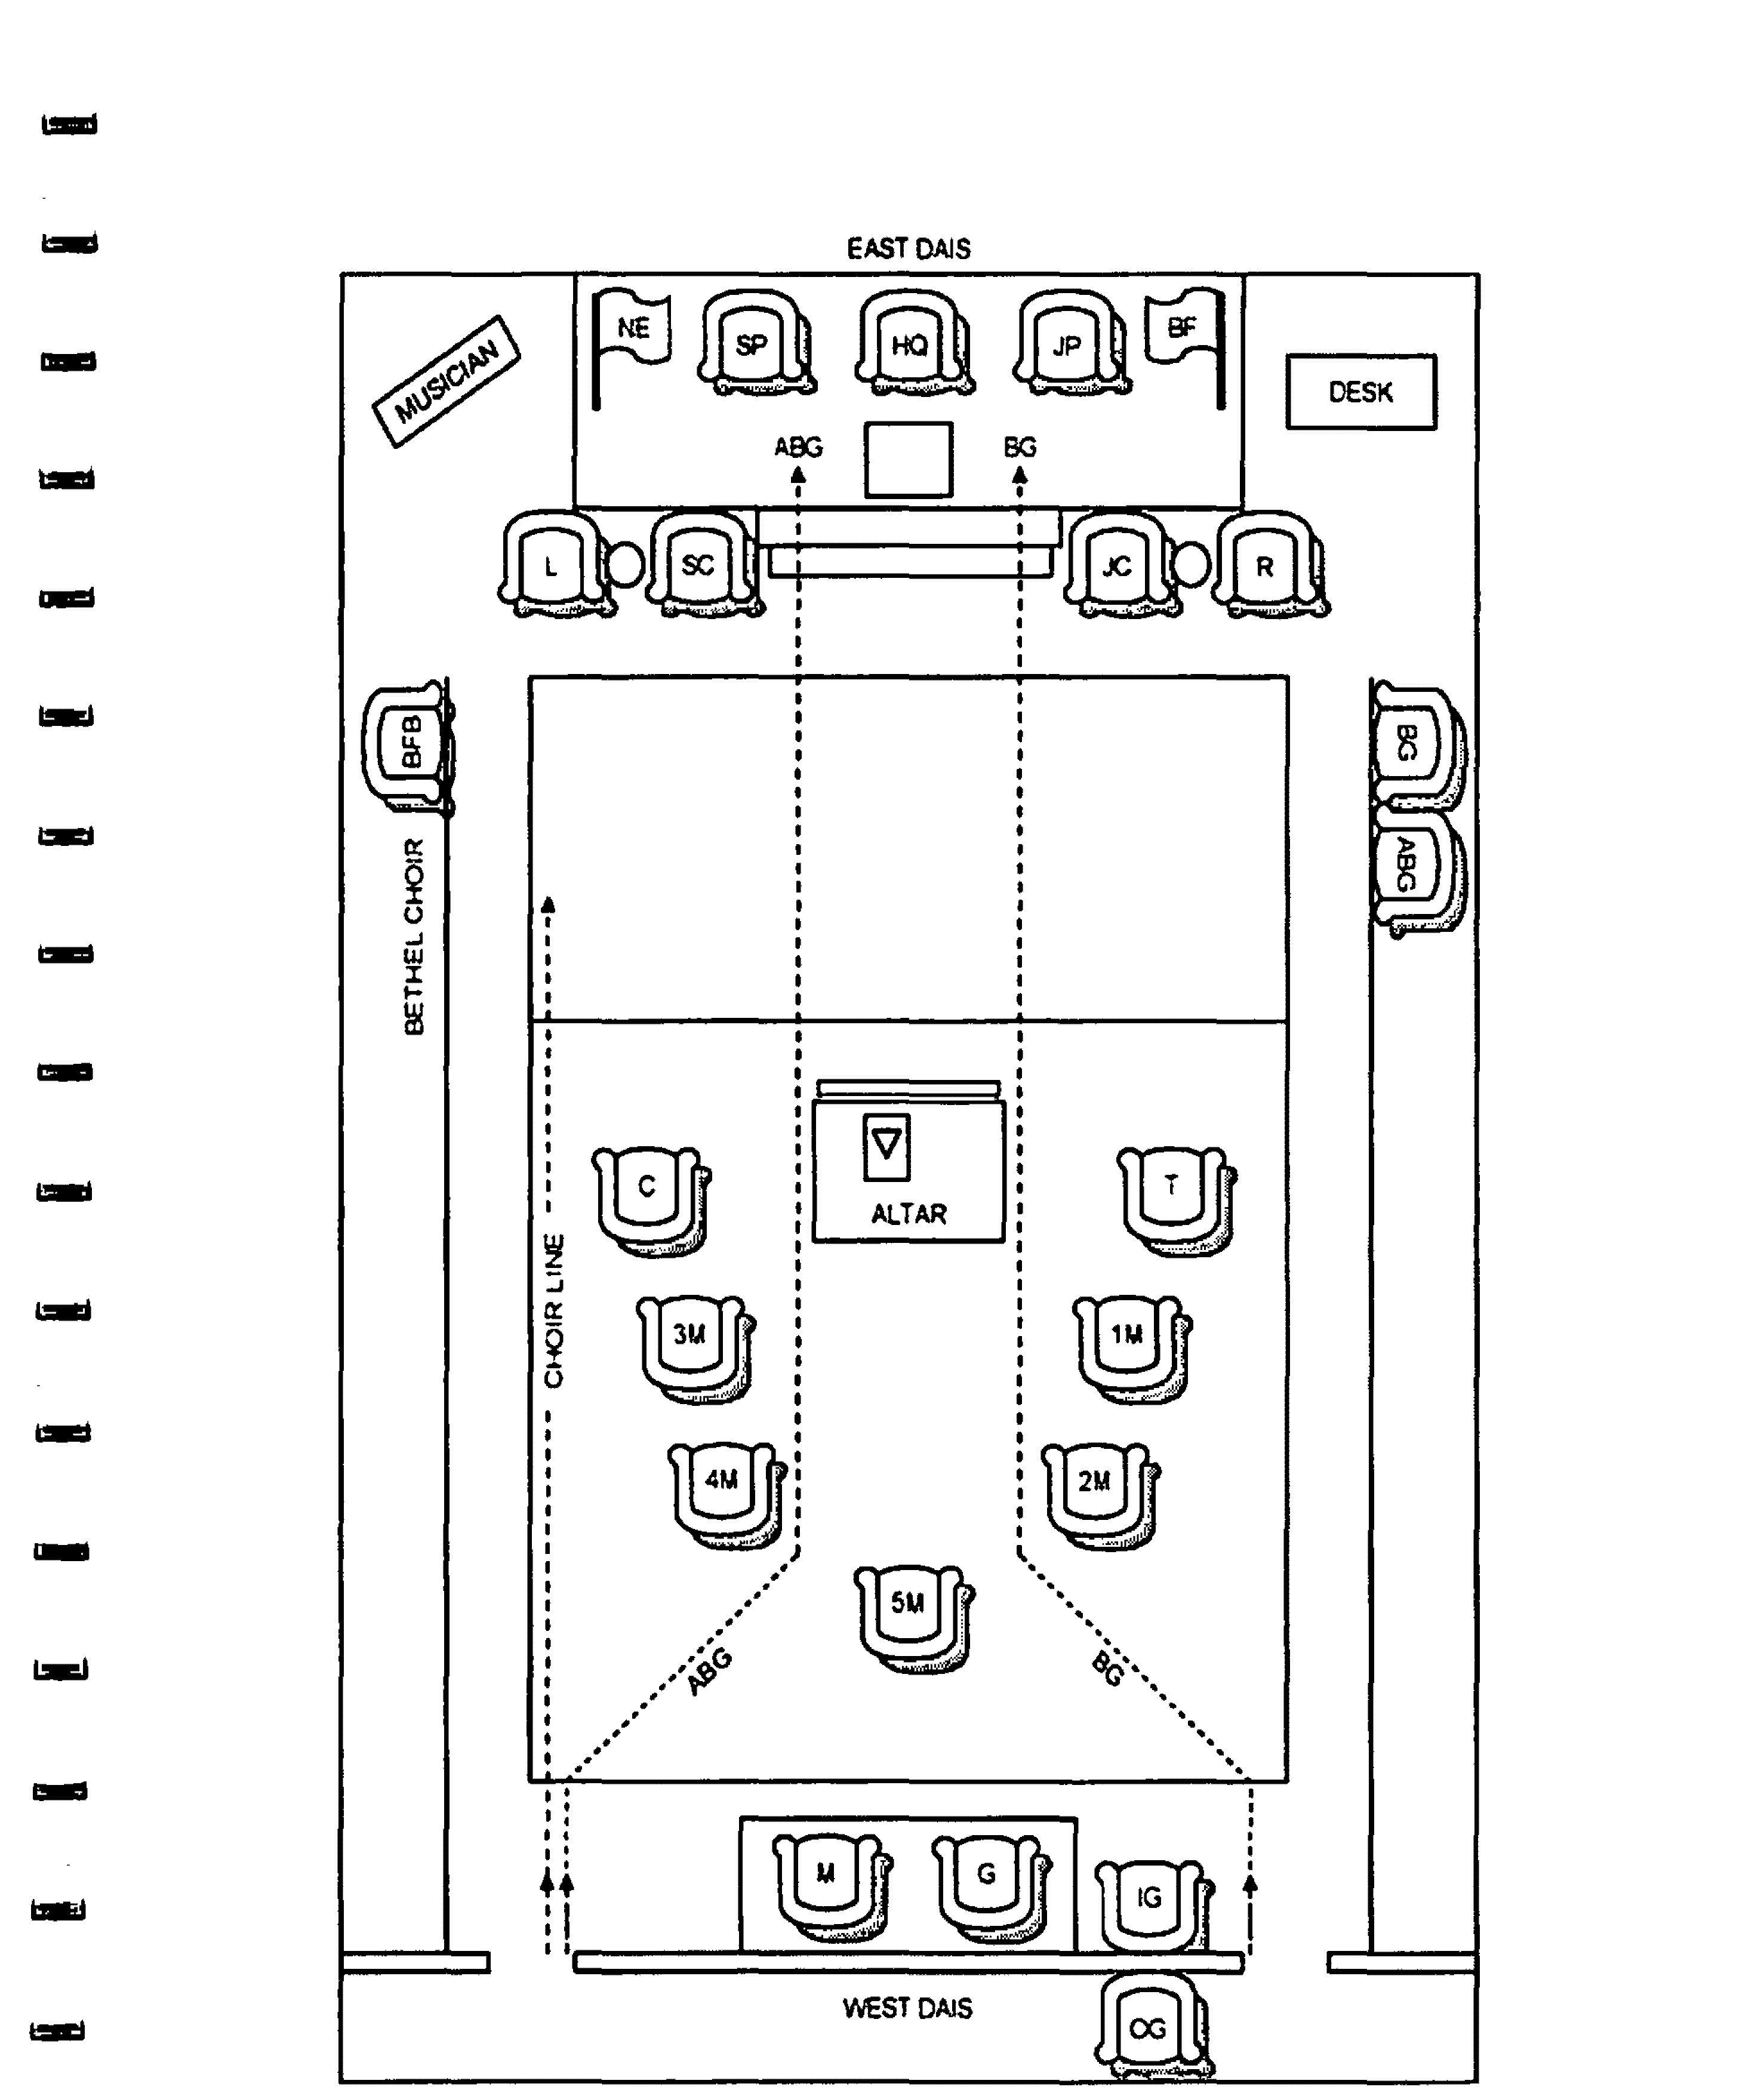 EAST DAIS
NE
SP
HQ
JP
BF
MUSICIAN
DESK
ABG
BG
L
SC
JC
R
BFB
BG
ABG
BETHEL CHOIR
C
ALTAR
T
CHOIR LINE
3M
1M
4M
2M
5M
ABG
BG
M
G
IG
WEST DAIS
OG